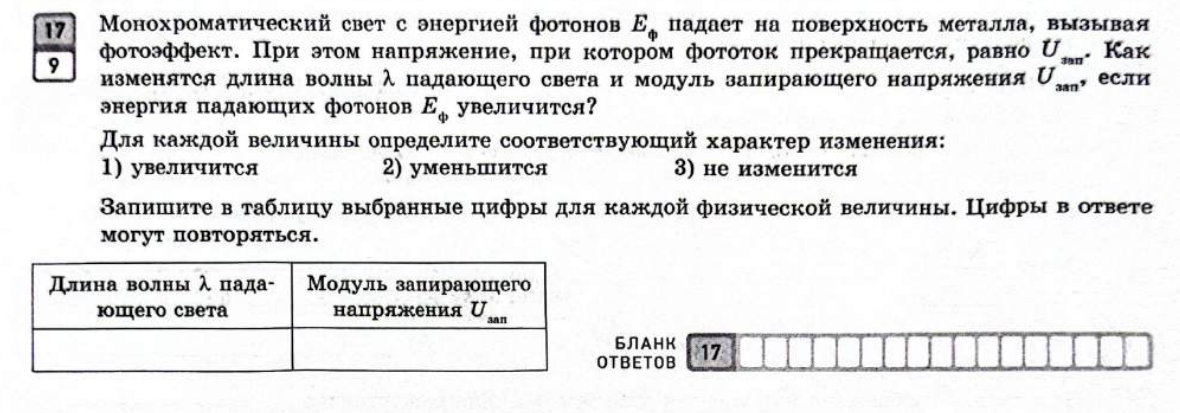 17
9
Монохроматический свет с энергией фотонов Eф падает на поверхность металла, вызывая
фотоэффект. При этом напряжение, при котором фототок прекращается, равно Uзап. Как
изменятся длина волны λ падающего света и модуль запирающего напряжения Uзап, если
энергия падающих фотонов Eф увеличится?
Для каждой величины определите соответствующий характер изменения:
1) увеличится 2) уменьшится 3) не изменится
Запишите в таблицу выбранные цифры для каждой физической величины. Цифры в ответе
могут повторяться.
Длина волны λ пада-
ющего света
Модуль запирающего
напряжения Uзап
БЛАНК
ОТВЕТОВ
17